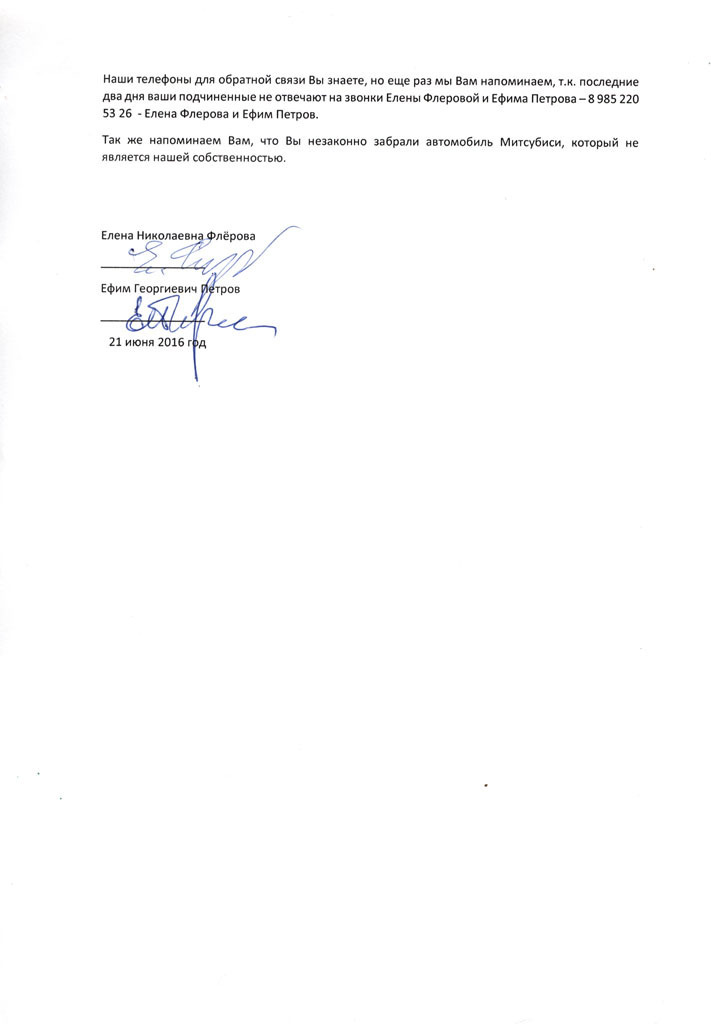 Наши телефоны для обратной связи Вы знаете, но еще раз мы Вам напоминаем, т.к. последние
два дня ваши подчиненные не отвечают на звонки Елены Флеровой и Ефима Петрова – 8 985 220
53 26 - Елена Флерова и Ефим Петров.
Так же напоминаем Вам, что Вы незаконно забрали автомобиль Митсубиси, который не
является нашей собственностью.
Елена Николаевна Флёрова
Ефим Георгиевич Петров
21 июня 2016 год